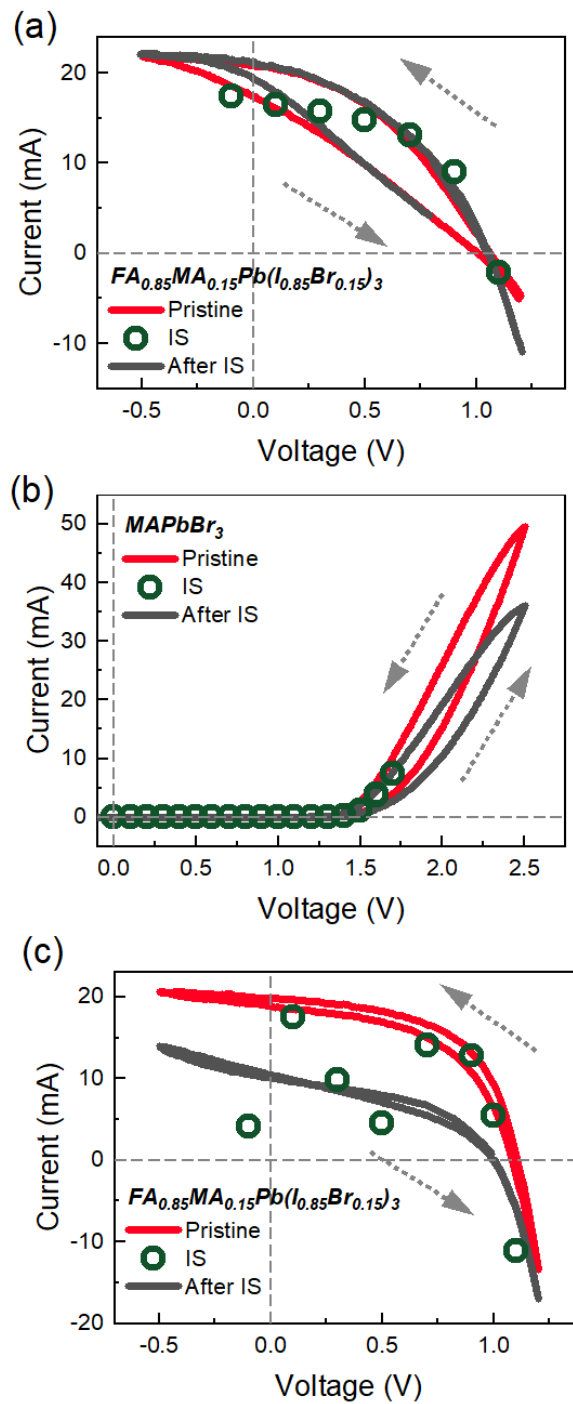 (a)
Current (mA)
20
10
0
-10
FA0.85MA0.15Pb(I0.85Br0.15)3
Pristine
IS
After IS
-0.5 0.0 0.5 1.0
Voltage (V)
(b)
Current (mA)
50
40
30
20
10
0
MAPbBr3
Pristine
IS
After IS
0.0 0.5 1.0 1.5 2.0 2.5
Voltage (V)
(c)
Current (mA)
20
10
0
-10
-20
FA0.85MA0.15Pb(I0.85Br0.15)3
Pristine
IS
After IS
-0.5 0.0 0.5 1.0
Voltage (V)